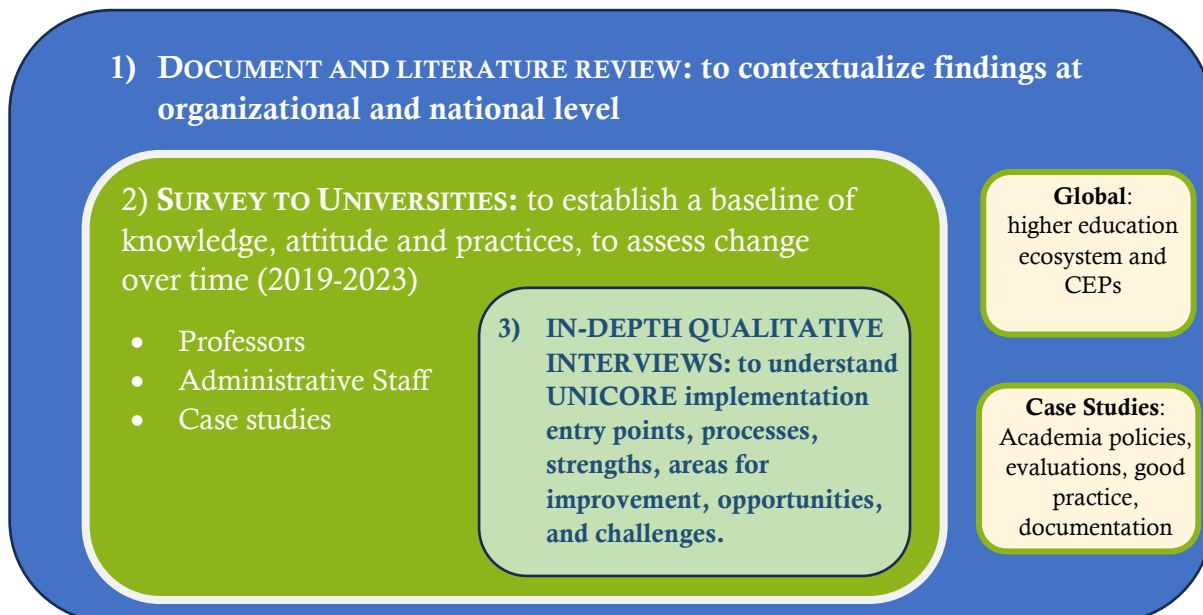 1) DOCUMENT AND LITERATURE REVIEW: to contextualize findings at
organizational and national level
2) SURVEY TO UNIVERSITIES: to establish a baseline of
knowledge, attitude and practices, to assess change
over time (2019-2023)
• Professors
• Administrative Staff
• Case studies
3) IN-DEPTH QUALITATIVE
INTERVIEWS: to understand
UNICORE implementation
entry points, processes,
strengths, areas for
improvement, opportunities,
and challenges.
Global:
higher education
ecosystem and
CEPs
Case Studies:
Academia policies,
evaluations, good
practice,
documentation